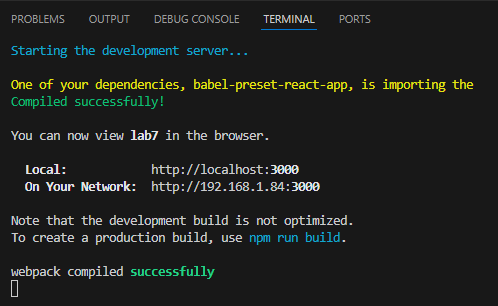 PROBLEMS OUTPUT DEBUG CONSOLE TERMINAL PORTS
Starting the development server...
One of your dependencies, babel-preset-react-app, is importing the
Compiled successfully!
You can now view lab7 in the browser.
Local: http://localhost:3000
On Your Network: http://192.168.1.84:3000
Note that the development build is not optimized.
To create a production build, use npm run build.
webpack compiled successfully